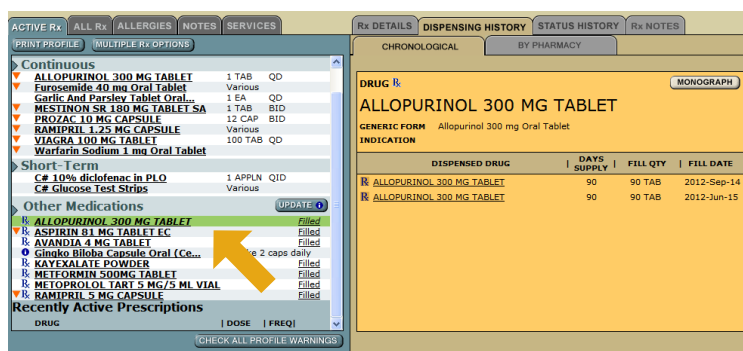 ACTIVE Rx ALL Rx ALLERGIES NOTES SERVICES
PRINT PROFILE MULTIPLE Rx OPTIONS
Continuous
ALLOPURINOL 300 MG TABLET 1 TAB QD
Furosemide 40 mg Oral Tablet Various
Garlic And Parsley Tablet Oral... 1 EA QD
MESTINON SR 180 MG TABLET SA 1 TAB BID
PROZAC 10 MG CAPSULE 12 CAP BID
RAMIPRIL 1.25 MG CAPSULE Various
VIAGRA 100 MG TABLET 100 TAB QD
Warfarin Sodium 1 mg Oral Tablet
Short-Term
C# 10% diclofenac in PLO 1 APPLN QID
C# Glucose Test Strips Various
Other Medications UPDATE
ALLOPURINOL 300 MG TABLET Filled
ASPIRIN 81 MG TABLET EC Filled
AVANDIA 4 MG TABLET Filled
Gingko Biloba Capsule Oral (Ce... 2 caps daily
KAYEXALATE POWDER Filled
METFORMIN 500MG TABLET Filled
METOPROLOL TART 5 MG/5 ML VIAL Filled
RAMIPRIL 5 MG CAPSULE Filled
Recently Active Prescriptions
DRUG | DOSE | FREQ|
CHECK ALL PROFILE WARNINGS
Rx DETAILS DISPENSING HISTORY STATUS HISTORY Rx NOTES
CHRONOLOGICAL BY PHARMACY
DRUG Rx MONOGRAPH
ALLOPURINOL 300 MG TABLET
GENERIC FORM Allopurinol 300 mg Oral Tablet
INDICATION
DISPENSED DRUG | DAYS SUPPLY | FILL QTY | FILL DATE
Rx ALLOPURINOL 300 MG TABLET 90 90 TAB 2012-Sep-14
Rx ALLOPURINOL 300 MG TABLET 90 90 TAB 2012-Jun-15